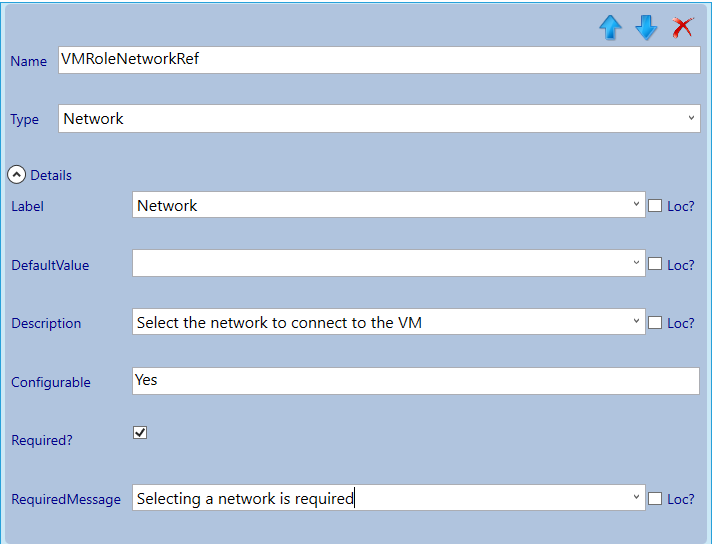 Name VMRoleNetworkRef
Type Network
Details
Label Network Loc?
DefaultValue Loc?
Description Select the network to connect to the VM Loc?
Configurable Yes
Required?
RequiredMessage Selecting a network is required Loc?